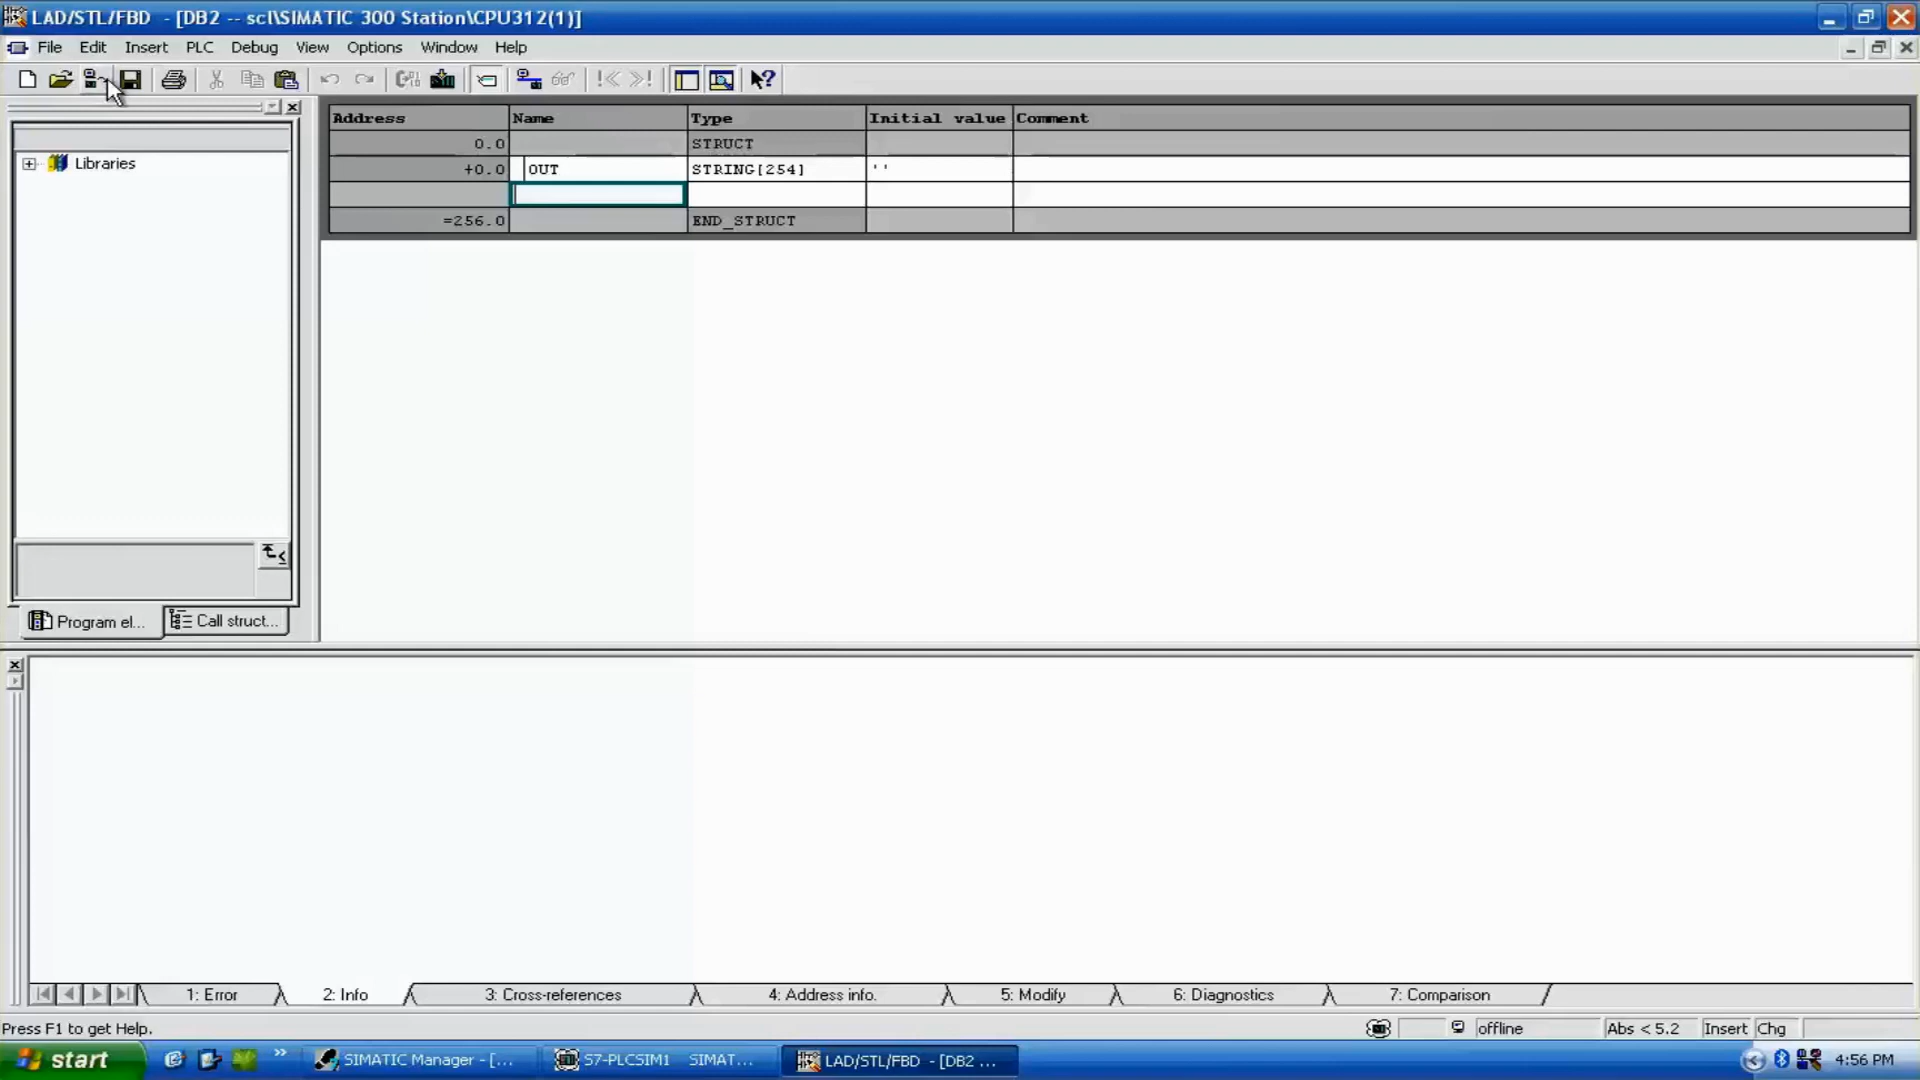 LAD/STL/FBD - [DB2 -- scl\SIMATIC 300 Station\CPU312(1)]
File Edit Insert PLC Debug View Options Window Help
Address Name Type Initial value Comment
0.0 STRUCT
+0.0 OUT STRING[254] ''
=256.0 END_STRUCT
Libraries
Program el... Call struct...
1: Error 2: Info 3: Cross-references 4: Address info. 5: Modify 6: Diagnostics 7: Comparison
Press F1 to get Help. offline Abs < 5.2 Insert Chg
start SIMATIC Manager - [... S7-PLCSIM1 SIMAT... LAD/STL/FBD - [DB2 ... 4:56 PM